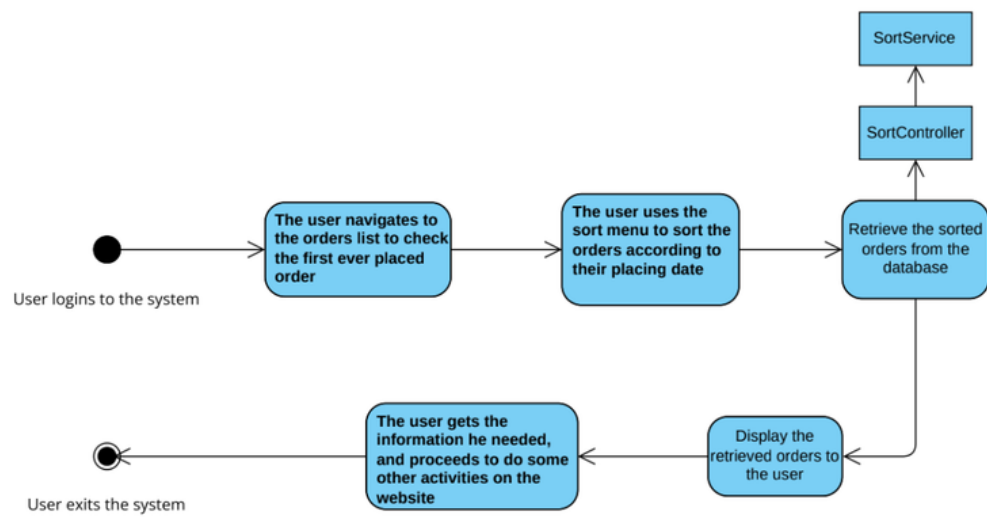 SortService
SortController
The user navigates to
the orders list to check
the first ever placed
order
The user uses the
sort menu to sort the
orders according to
their placing date
Retrieve the sorted
orders from the
database
User logins to the system
The user gets the
information he needed,
and proceeds to do some
other activities on the
website
Display the
retrieved orders to
the user
User exits the system